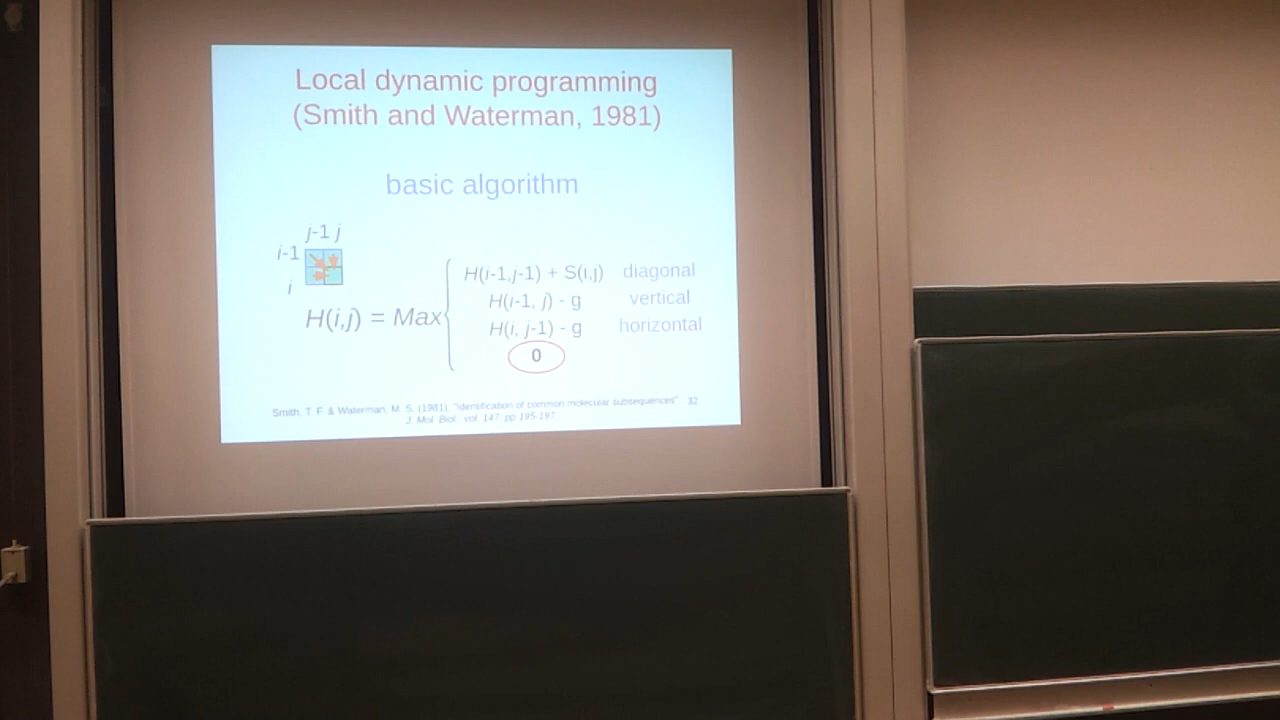 Local dynamic programming
(Smith and Waterman, 1981)
basic algorithm
j-1 j
i-1
i
H(i,j) = Max
H(i-1,j-1) + S(i,j) diagonal
H(i-1, j) - g vertical
H(i, j-1) - g horizontal
0
Smith, T. F. & Waterman, M. S. (1981). "Identification of common molecular subsequences". 32
J. Mol. Biol., vol. 147, pp 195-197